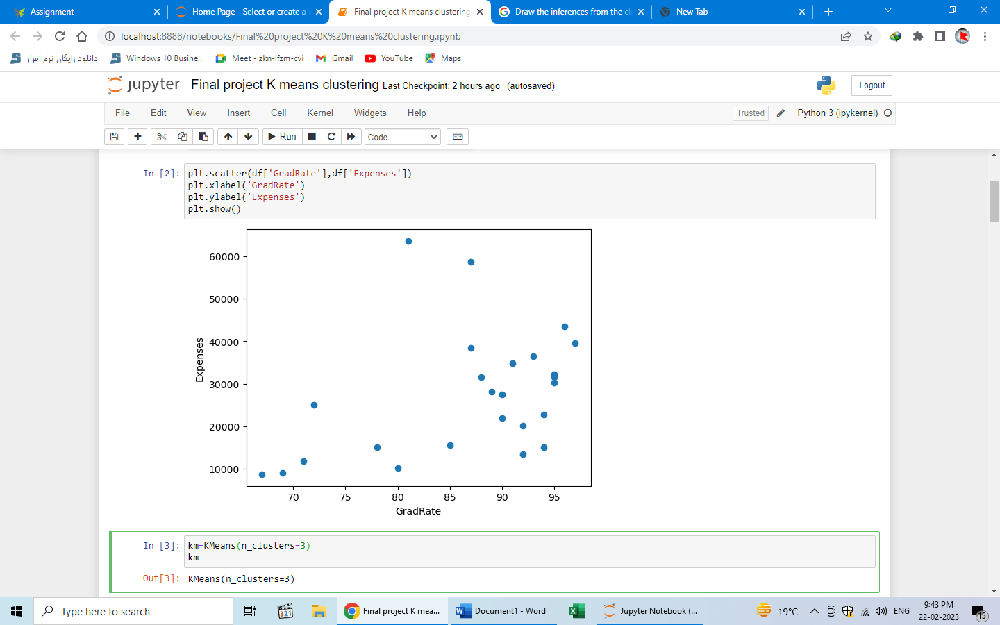 Assignment
Home Page - Select or create a
Final project K means clustering
Draw the inferences from the cl
New Tab
localhost:8888/notebooks/Final%20project%20K%20means%20clustering.ipynb
دانلود رایگان نرم افزار
Windows 10 Busine...
Meet - zkn-ifzm-cvi
Gmail
YouTube
Maps
jupyter Final project K means clustering Last Checkpoint: 2 hours ago (autosaved)
Logout
File Edit View Insert Cell Kernel Widgets Help
Trusted
Python 3 (ipykernel)
Run
Code
In [2]:
plt.scatter(df['GradRate'],df['Expenses'])
plt.xlabel('GradRate')
plt.ylabel('Expenses')
plt.show()
60000
50000
40000
30000
20000
10000
Expenses
70 75 80 85 90 95
GradRate
In [3]:
km=KMeans(n_clusters=3)
km
Out[3]: KMeans(n_clusters=3)
Type here to search
321
Final project K mea...
Document1 - Word
Jupyter Notebook (...
19°C
ENG
9:43 PM
22-02-2023
15